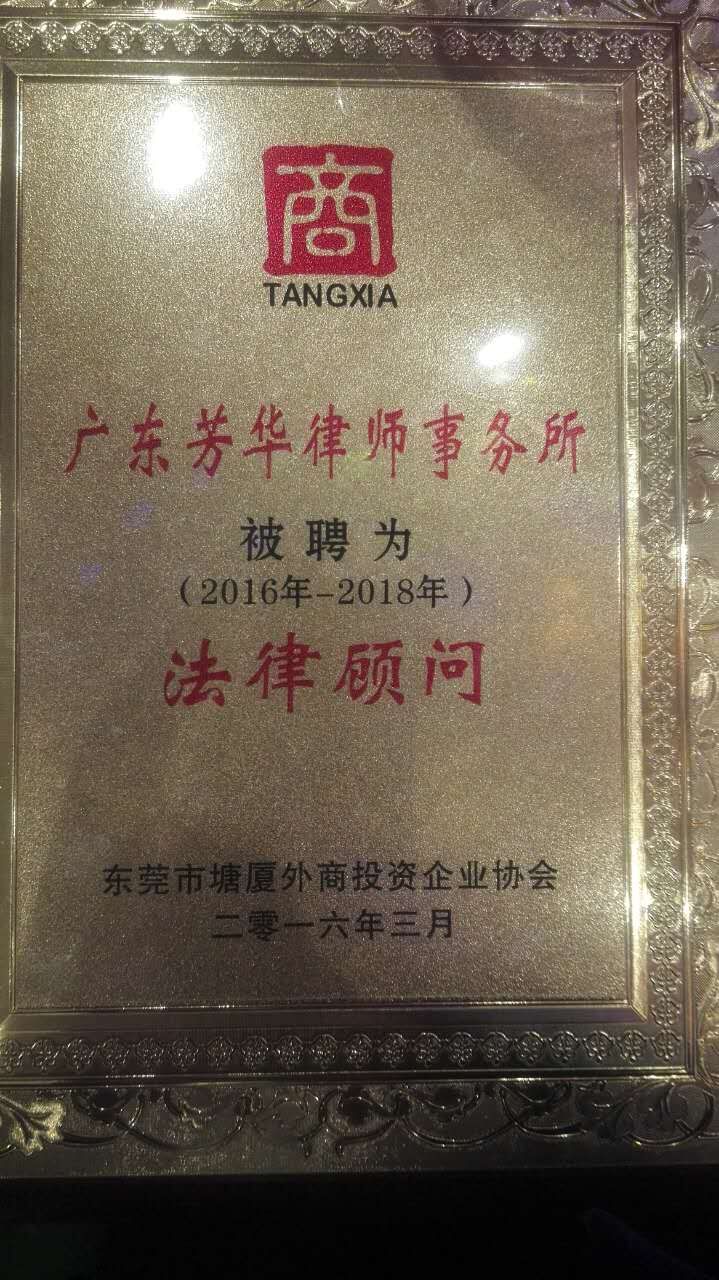 商
TANGXIA
广东芳华律师事务所
被聘为
（2016年-2018年）
法律顾问
东莞市塘厦外商投资企业协会
二零一六年三月